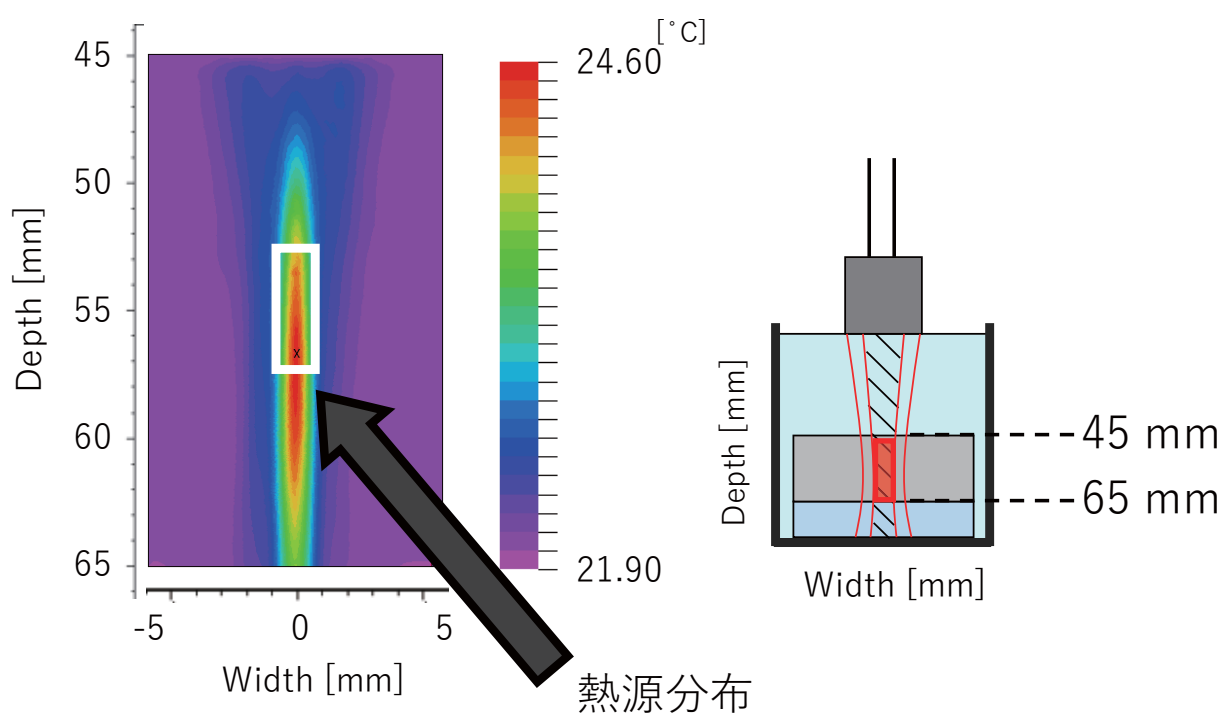 [˚C]
24.60
45
50
55
60
65
Depth [mm]
x
21.90
-5
0
5
Width [mm]
熱源分布
Depth [mm]
45 mm
65 mm
Width [mm]